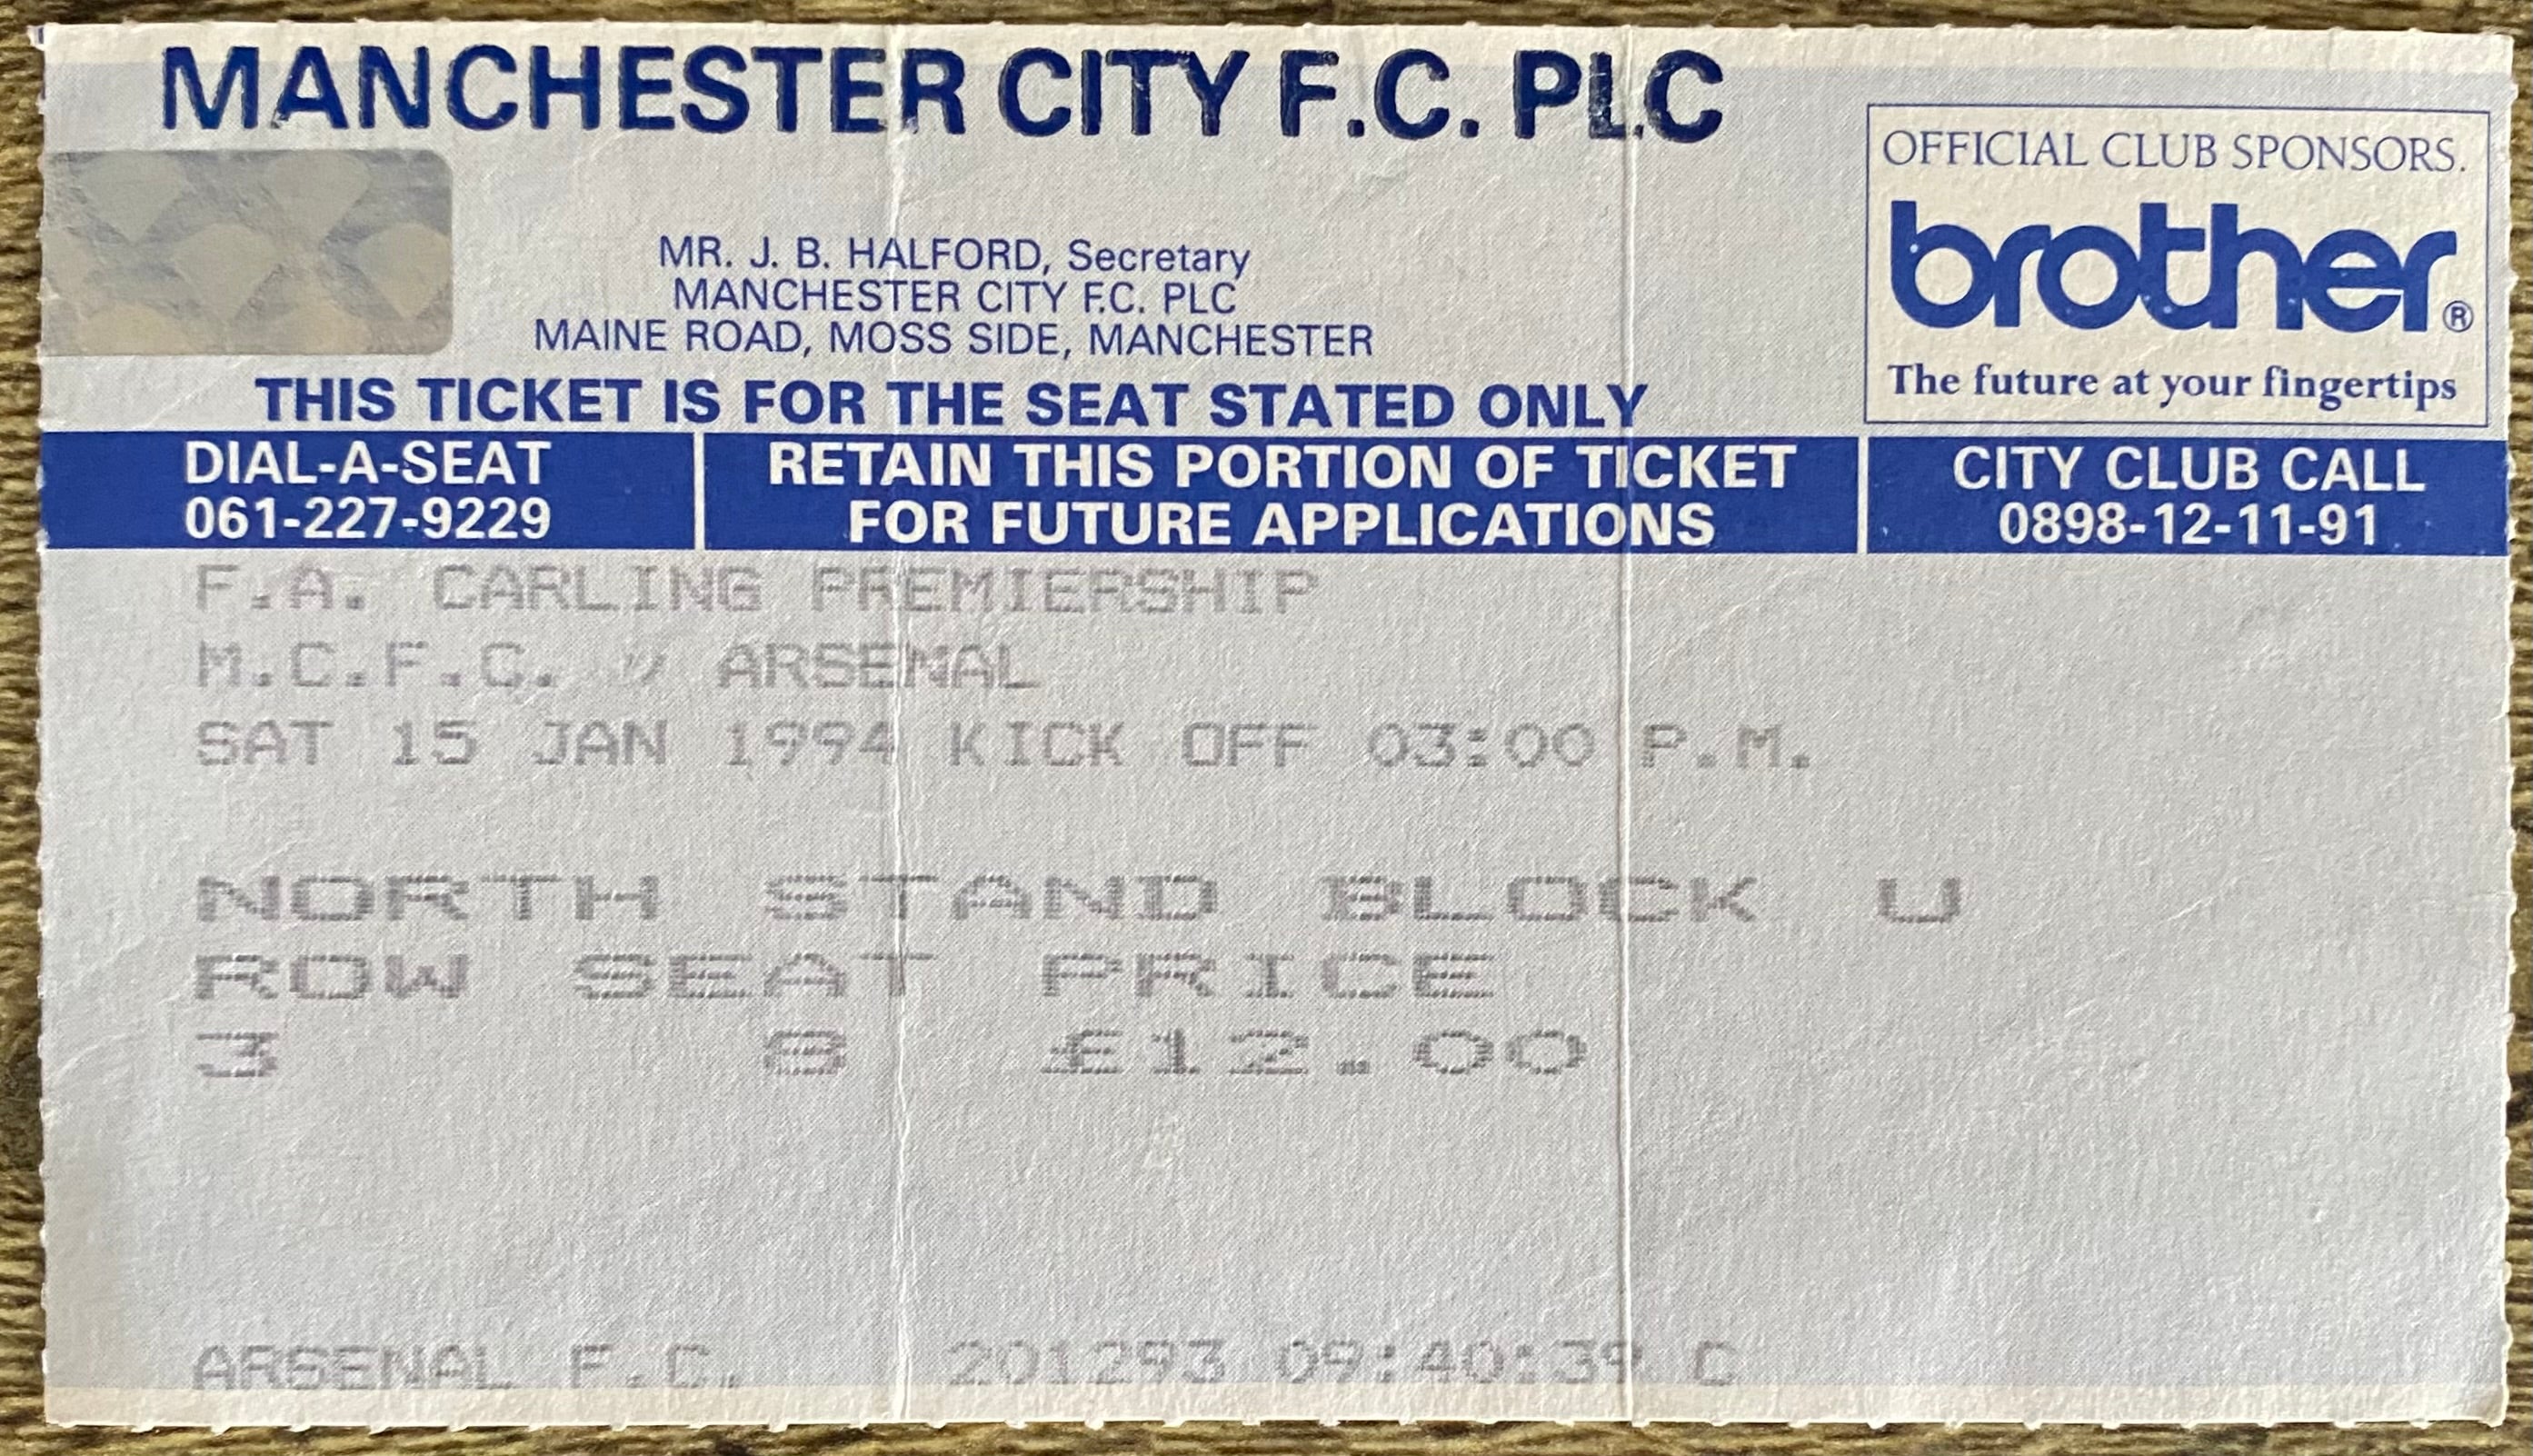 MANCHESTER CITY F.C. PLC
OFFICIAL CLUB SPONSORS.
brother®
The future at your fingertips
MR. J. B. HALFORD, Secretary
MANCHESTER CITY F.C. PLC
MAINE ROAD, MOSS SIDE, MANCHESTER
THIS TICKET IS FOR THE SEAT STATED ONLY
DIAL-A-SEAT
061-227-9229
RETAIN THIS PORTION OF TICKET
FOR FUTURE APPLICATIONS
CITY CLUB CALL
0898-12-11-91
F.A. CARLING PREMIERSHIP
M.C.F.C. v ARSENAL
SAT 15 JAN 1994 KICK OFF 03:00 P.M.
NORTH STAND BLOCK U
ROW SEAT PRICE
3 8 £12.00
ARSENAL F.C. 201293 09:40:39 C